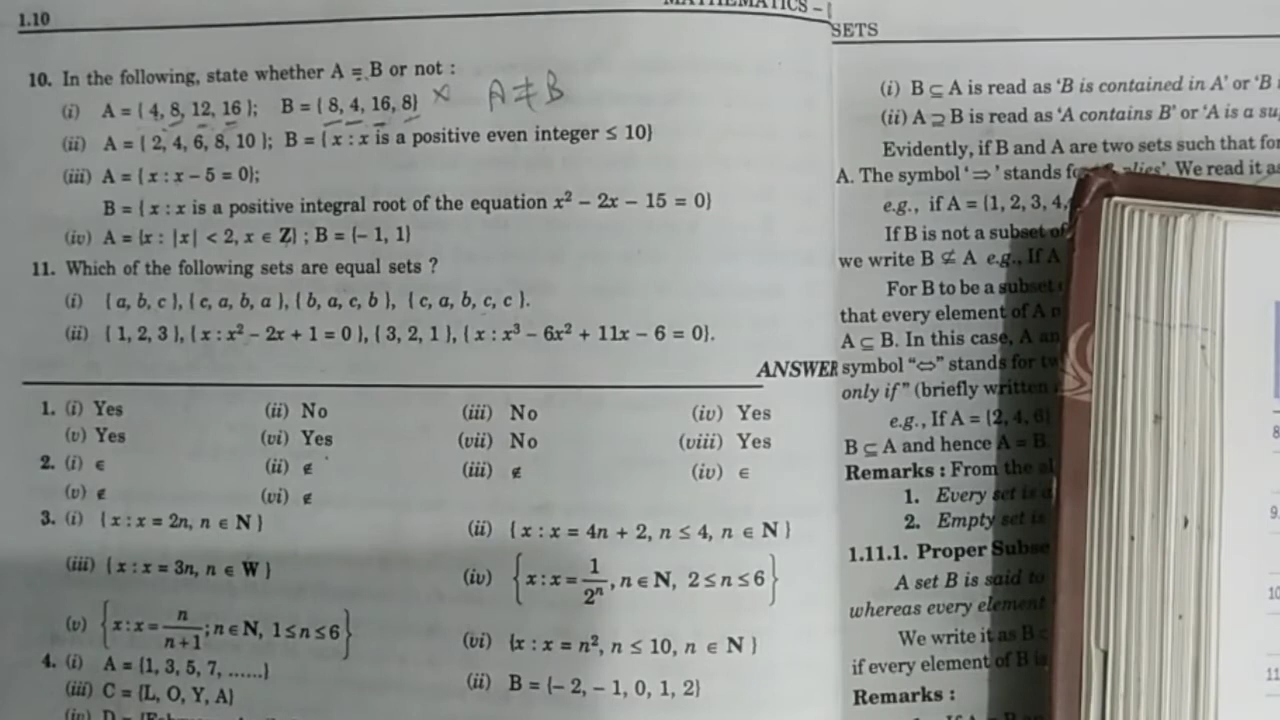 1.10
MATHEMATICS –
10. In the following, state whether A = B or not :
(i) A = { 4, 8, 12, 16 }; B = { 8, 4, 16, 8} × A ≠ B
(ii) A = { 2, 4, 6, 8, 10 }; B = { x : x is a positive even integer ≤ 10}
(iii) A = { x : x – 5 = 0};
B = { x : x is a positive integral root of the equation x² – 2x – 15 = 0}
(iv) A = {x : |x| < 2, x ∈ Z} ; B = {– 1, 1}
11. Which of the following sets are equal sets ?
(i) { a, b, c }, { c, a, b, a }, { b, a, c, b }, { c, a, b, c, c }.
(ii) { 1, 2, 3 }, { x : x² – 2x + 1 = 0 }, { 3, 2, 1 }, { x : x³ – 6x² + 11x – 6 = 0}.
ANSWER
1. (i) Yes (ii) No (iii) No (iv) Yes
(v) Yes (vi) Yes (vii) No (viii) Yes
2. (i) ∈ (ii) ∉ (iii) ∉ (iv) ∈
(v) ∉ (vi) ∉
3. (i) { x : x = 2n, n ∈ N } (ii) { x : x = 4n + 2, n ≤ 4, n ∈ N }
(iii) { x : x = 3n, n ∈ W } (iv) { x : x = 1/2ⁿ, n ∈ N, 2 ≤ n ≤ 6 }
(v) { x : x = n/(n+1) ; n ∈ N, 1 ≤ n ≤ 6 } (vi) {x : x = n², n ≤ 10, n ∈ N }
4. (i) A = {1, 3, 5, 7, ......} (ii) B = {– 2, – 1, 0, 1, 2}
(iii) C = {L, O, Y, A}
SETS
(i) B ⊆ A is read as ‘B is contained in A’ or ‘B
(ii) A ⊇ B is read as ‘A contains B’ or ‘A is a
Evidently, if B and A are two sets such that
A. The symbol ‘ ⇒ ’ stands We read it
e.g., if A = {1, 2, 3, 4,
If B is not a subset of
we write B ⊈ A e.g., If A
For B to be a subset
that every element of A
A ⊆ B. In this case, A
symbol “⇔” stands for
only if” (briefly written
e.g., If A = {2, 4, 6}
B ⊆ A and hence A = B.
Remarks : From the
1. Every set is
2. Empty set is
1.11.1. Proper
A set B is said to
whereas every element
We write it as B
if every element of B is
Remarks :
8
9
10
11